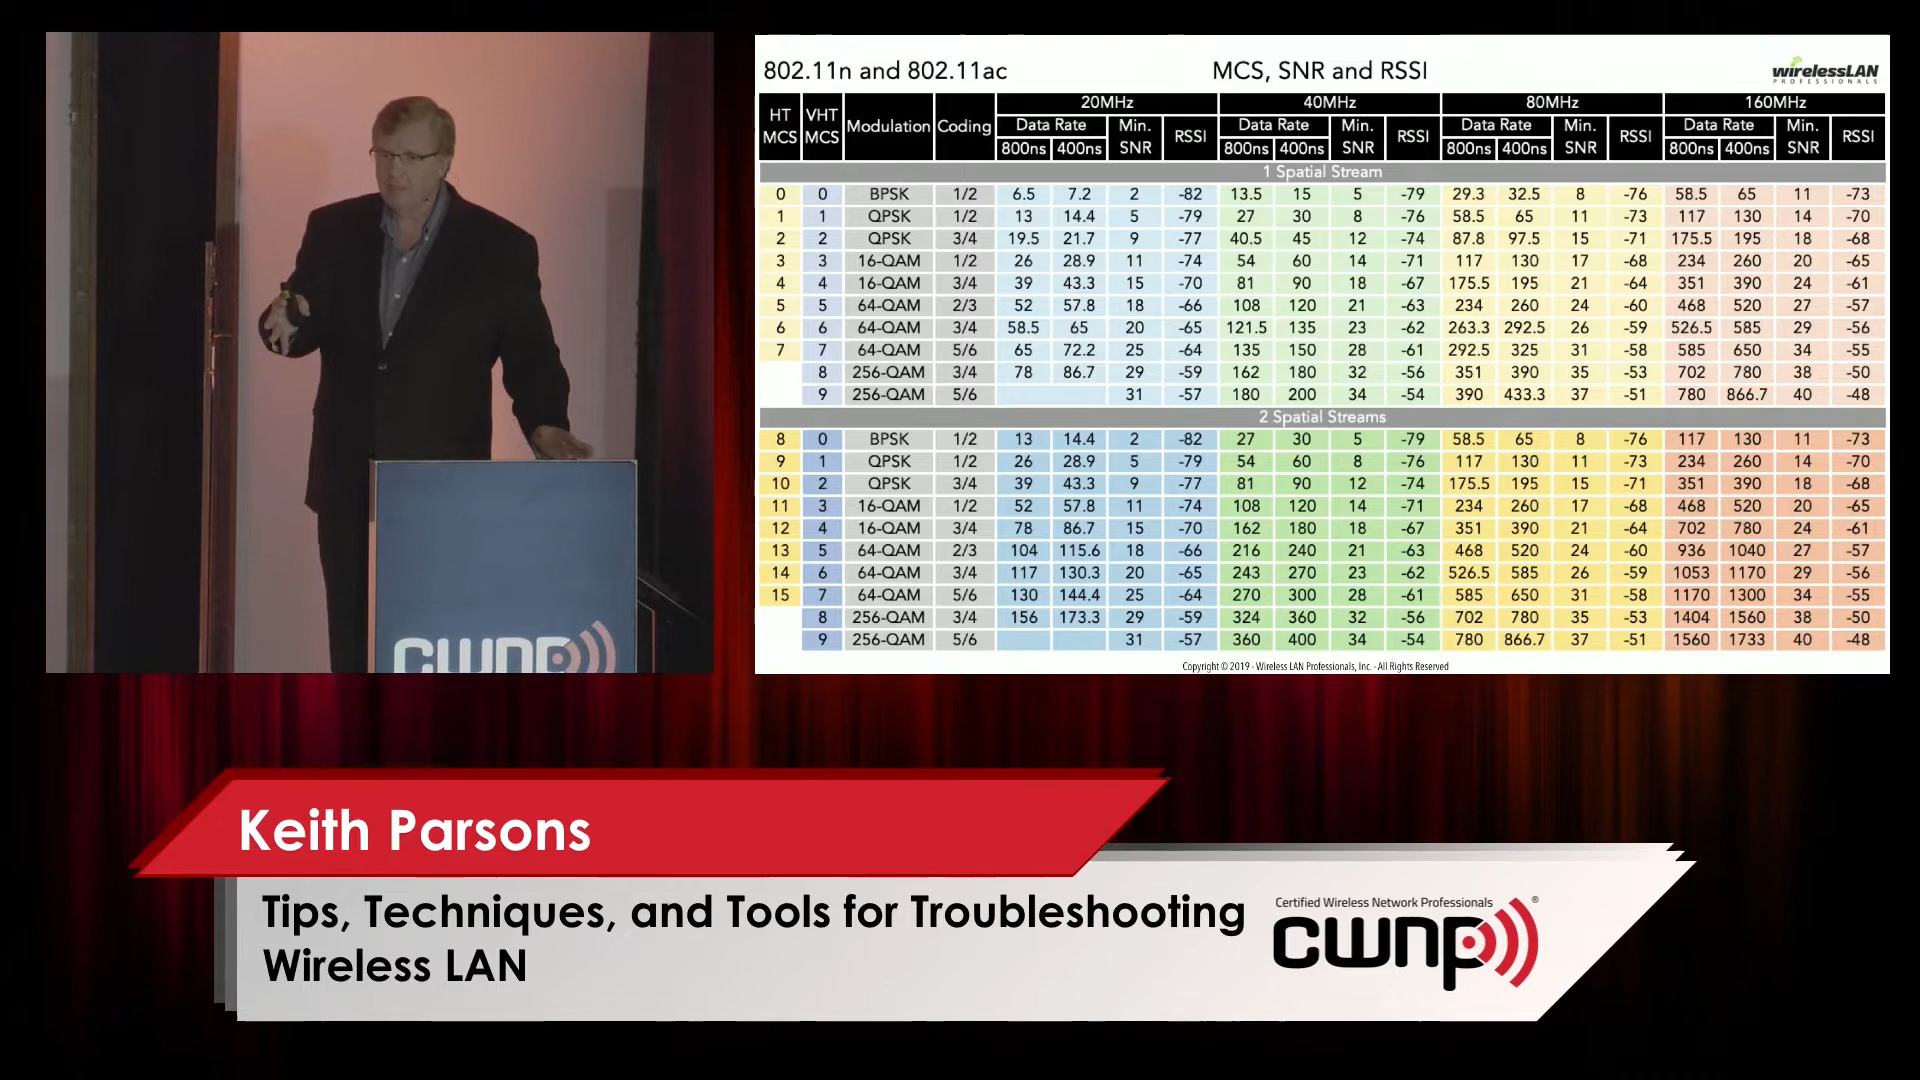 802.11n and 802.11ac MCS, SNR and RSSI wirelessLAN PROFESSIONALS
20MHz 40MHz 80MHz 160MHz
HT MCS VHT MCS Modulation Coding Data Rate Min. SNR RSSI Data Rate Min. SNR RSSI Data Rate Min. SNR RSSI Data Rate Min. SNR RSSI
800ns 400ns 800ns 400ns 800ns 400ns 800ns 400ns
1 Spatial Stream
0 0 BPSK 1/2 6.5 7.2 2 -82 13.5 15 5 -79 29.3 32.5 8 -76 58.5 65 11 -73
1 1 QPSK 1/2 13 14.4 5 -79 27 30 8 -76 58.5 65 11 -73 117 130 14 -70
2 2 QPSK 3/4 19.5 21.7 9 -77 40.5 45 12 -74 87.8 97.5 15 -71 175.5 195 18 -68
3 3 16-QAM 1/2 26 28.9 11 -74 54 60 14 -71 117 130 17 -68 234 260 20 -65
4 4 16-QAM 3/4 39 43.3 15 -70 81 90 18 -67 175.5 195 21 -64 351 390 24 -61
5 5 64-QAM 2/3 52 57.8 18 -66 108 120 21 -63 234 260 24 -60 468 520 27 -57
6 6 64-QAM 3/4 58.5 65 20 -65 121.5 135 23 -62 263.3 292.5 26 -59 526.5 585 29 -56
7 7 64-QAM 5/6 65 72.2 25 -64 135 150 28 -61 292.5 325 31 -58 585 650 34 -55
8 256-QAM 3/4 78 86.7 29 -59 162 180 32 -56 351 390 35 -53 702 780 38 -50
9 256-QAM 5/6 31 -57 180 200 34 -54 390 433.3 37 -51 780 866.7 40 -48
2 Spatial Streams
8 0 BPSK 1/2 13 14.4 2 -82 27 30 5 -79 58.5 65 8 -76 117 130 11 -73
9 1 QPSK 1/2 26 28.9 5 -79 54 60 8 -76 117 130 11 -73 234 260 14 -70
10 2 QPSK 3/4 39 43.3 9 -77 81 90 12 -74 175.5 195 15 -71 351 390 18 -68
11 3 16-QAM 1/2 52 57.8 11 -74 108 120 14 -71 234 260 17 -68 468 520 20 -65
12 4 16-QAM 3/4 78 86.7 15 -70 162 180 18 -67 351 390 21 -64 702 780 24 -61
13 5 64-QAM 2/3 104 115.6 18 -66 216 240 21 -63 468 520 24 -60 936 1040 27 -57
14 6 64-QAM 3/4 117 130.3 20 -65 243 270 23 -62 526.5 585 26 -59 1053 1170 29 -56
15 7 64-QAM 5/6 130 144.4 25 -64 270 300 28 -61 585 650 31 -58 1170 1300 34 -55
8 256-QAM 3/4 156 173.3 29 -59 324 360 32 -56 702 780 35 -53 1404 1560 38 -50
9 256-QAM 5/6 31 -57 360 400 34 -54 780 866.7 37 -51 1560 1733 40 -48
Copyright © 2019 - Wireless LAN Professionals, Inc. - All Rights Reserved
cwnp
Keith Parsons
Tips, Techniques, and Tools for Troubleshooting
Wireless LAN
Certified Wireless Network Professionals ®
cwnp